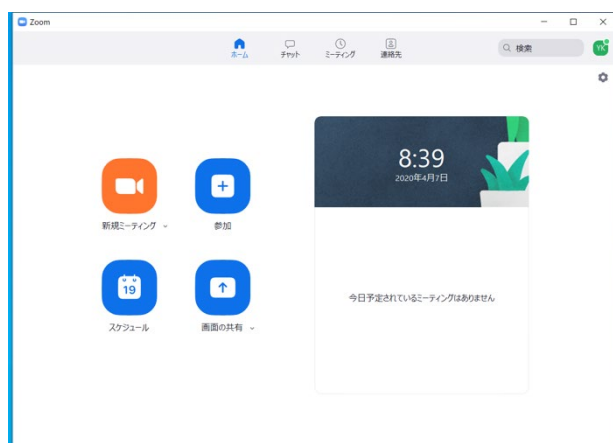 Zoom
ホーム
チャット
ミーティング
連絡先
検索
YK
8:39
2020年4月7日
新規ミーティング
参加
19
スケジュール
画面の共有
今日予定されているミーティングはありません